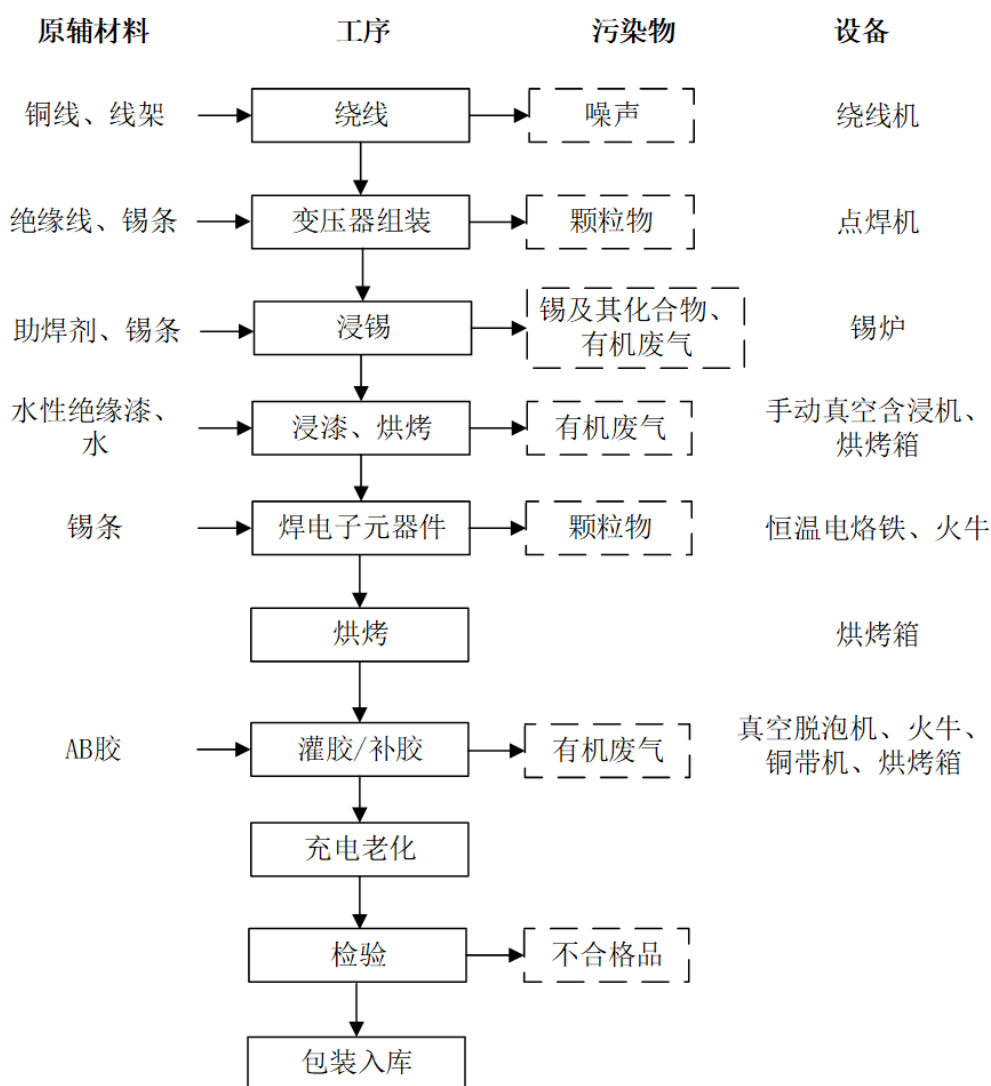 原辅材料 工序 污染物 设备
铜线、线架 绕线 噪声 绕线机
绝缘线、锡条 变压器组装 颗粒物 点焊机
助焊剂、锡条 浸锡 锡及其化合物、
有机废气 锡炉
水性绝缘漆、
水 浸漆、烘烤 有机废气 手动真空含浸机、
烘烤箱
锡条 焊电子元器件 颗粒物 恒温电烙铁、火牛
烘烤 烘烤箱
AB胶 灌胶/补胶 有机废气 真空脱泡机、火牛、
铜带机、烘烤箱
充电老化
检验 不合格品
包装入库